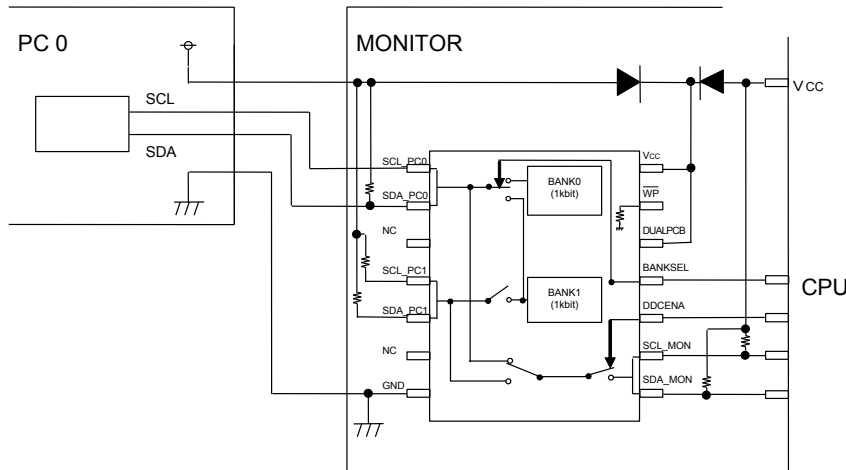 PC 0
MONITOR
SCL
SDA
VCC
SCL_PC0
SDA_PC0
NC
SCL_PC1
SDA_PC1
NC
GND
BANK0
(1kbit)
BANK1
(1kbit)
VCC
WP
DUALPCB
BANKSEL
DDCENA
SCL_MON
SDA_MON
CPU